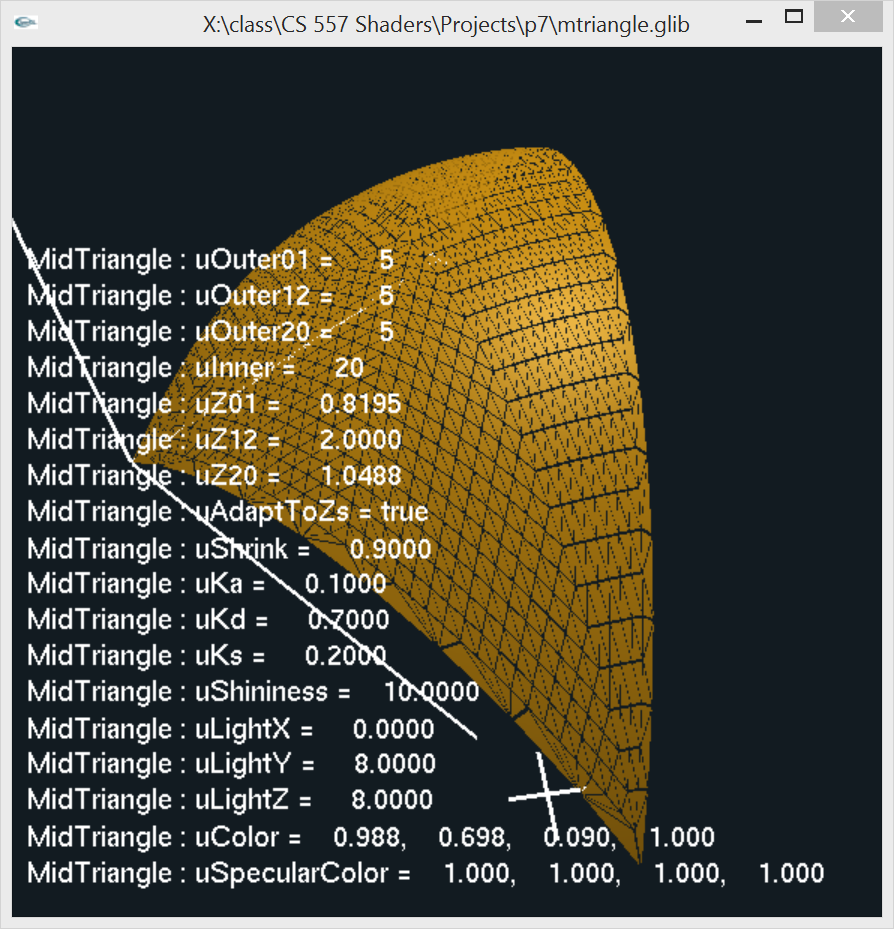 X:\class\CS 557 Shaders\Projects\p7\mtriangle.glib
MidTriangle : uOuter01 = 5
MidTriangle : uOuter12 = 5
MidTriangle : uOuter20 = 5
MidTriangle : uInner = 20
MidTriangle : uZ01 = 0.8195
MidTriangle : uZ12 = 2.0000
MidTriangle : uZ20 = 1.0488
MidTriangle : uAdaptToZs = true
MidTriangle : uShrink = 0.9000
MidTriangle : uKa = 0.1000
MidTriangle : uKd = 0.7000
MidTriangle : uKs = 0.2000
MidTriangle : uShininess = 10.0000
MidTriangle : uLightX = 0.0000
MidTriangle : uLightY = 8.0000
MidTriangle : uLightZ = 8.0000
MidTriangle : uColor = 0.988, 0.698, 0.090, 1.000
MidTriangle : uSpecularColor = 1.000, 1.000, 1.000, 1.000